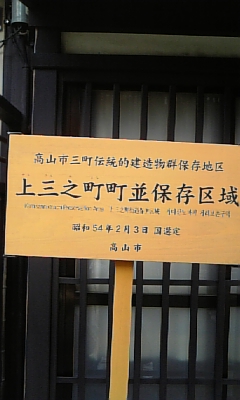 高山市三町伝統的建造物群保存地区
上三之町町並保存区域
昭和54年2月3日 国選定
高山市